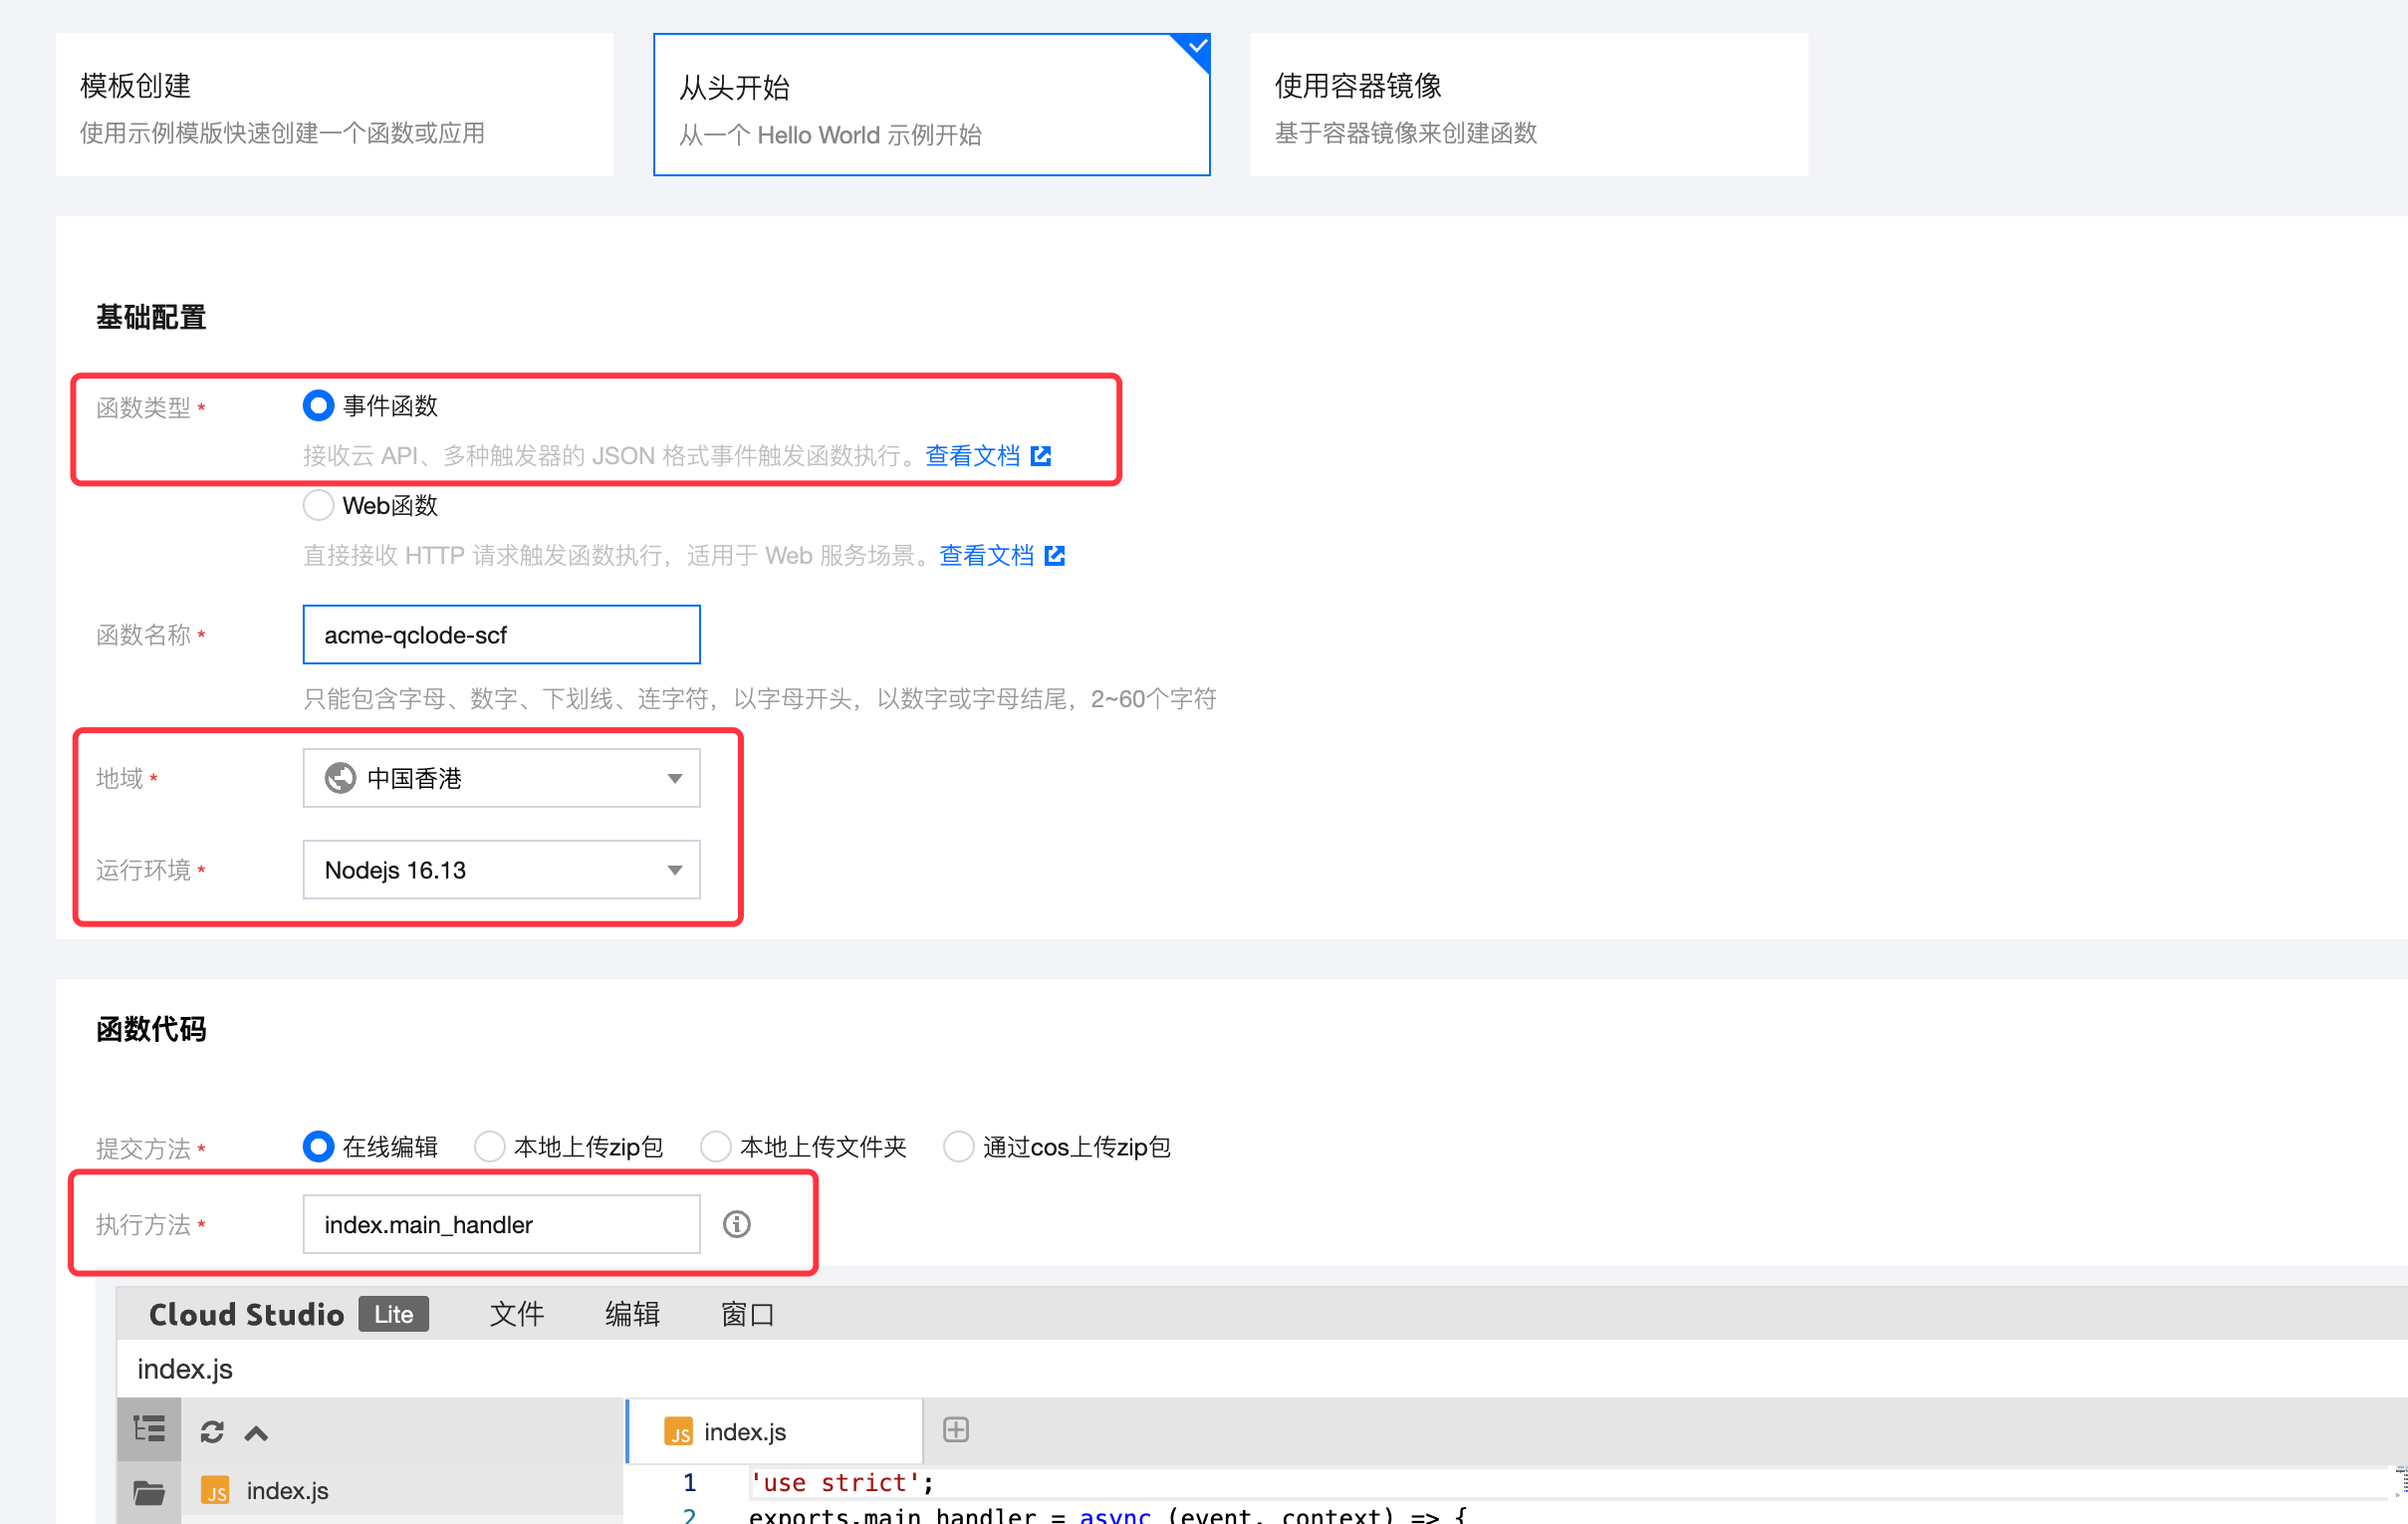 模板创建
使用示例模版快速创建一个函数或应用
从头开始
从一个 Hello World 示例开始
使用容器镜像
基于容器镜像来创建函数
基础配置
函数类型 *
事件函数
接收云 API、多种触发器的 JSON 格式事件触发函数执行。查看文档
Web函数
直接接收 HTTP 请求触发函数执行，适用于 Web 服务场景。查看文档
函数名称 *
acme-qclode-scf
只能包含字母、数字、下划线、连字符，以字母开头，以数字或字母结尾，2~60个字符
地域 *
中国香港
运行环境 *
Nodejs 16.13
函数代码
提交方法 *
在线编辑 本地上传zip包 本地上传文件夹 通过cos上传zip包
执行方法 *
index.main_handler
Cloud Studio Lite 文件 编辑 窗口
index.js
JS index.js
JS index.js
1 'use strict';
2 exports.main_handler = async (event, context) => {